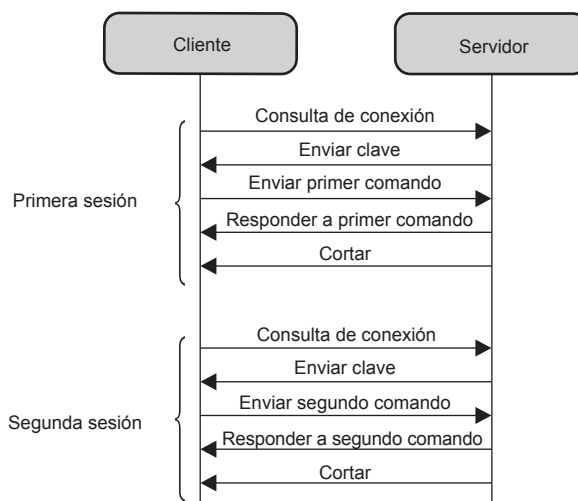 Cliente
Servidor
Consulta de conexión
Enviar clave
Enviar primer comando
Primera sesión
Responder a primer comando
Cortar
Consulta de conexión
Enviar clave
Enviar segundo comando
Segunda sesión
Responder a segundo comando
Cortar